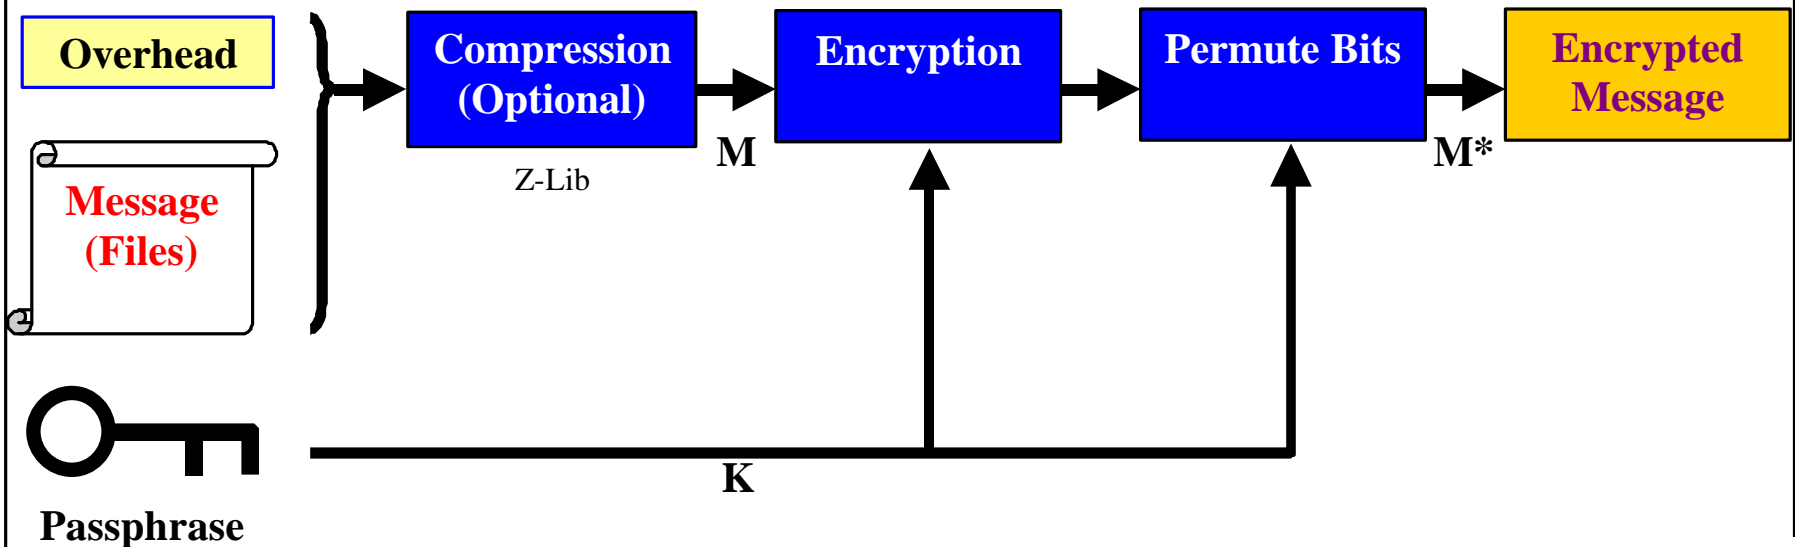 Overhead
Message
(Files)
Passphrase
Compression
(Optional)
Z-Lib
M
K
Encryption
Permute Bits
M*
Encrypted
Message